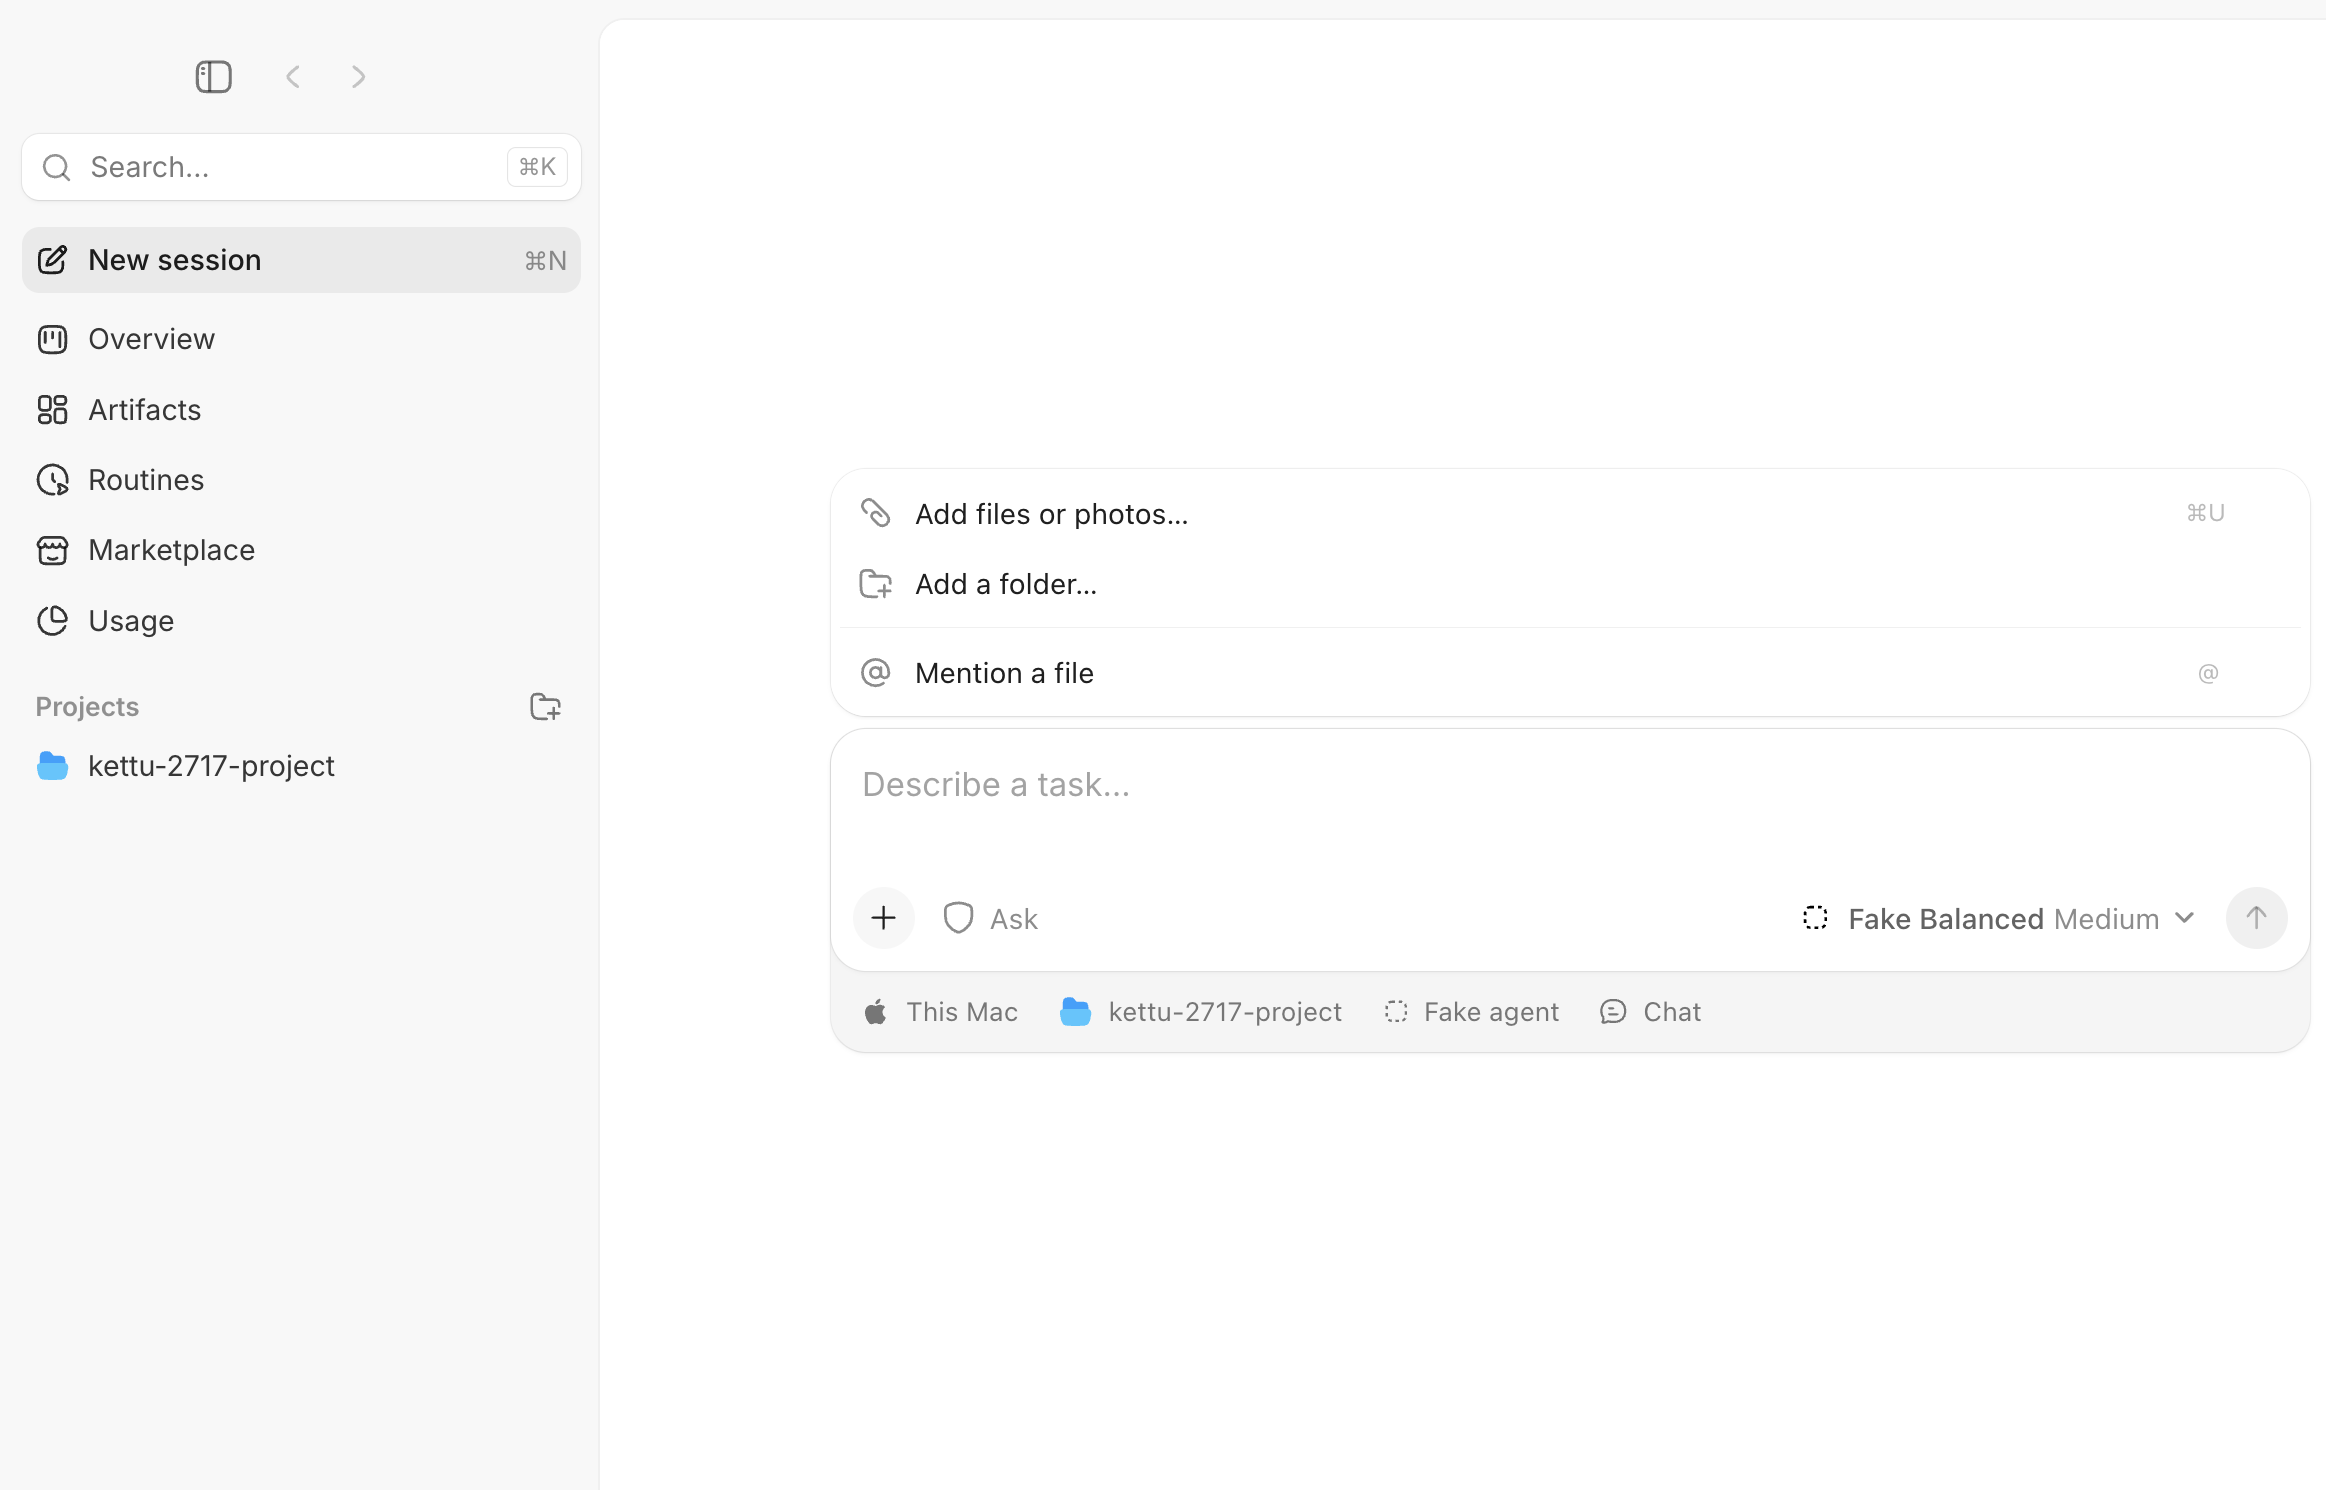 Search...
⌘K
New session
⌘N
Overview
Artifacts
Routines
Marketplace
Usage
Projects
kettu-2717-project
Add files or photos...
⌘U
Add a folder...
Mention a file
@
Describe a task...
Ask
Fake Balanced Medium
This Mac
kettu-2717-project
Fake agent
Chat